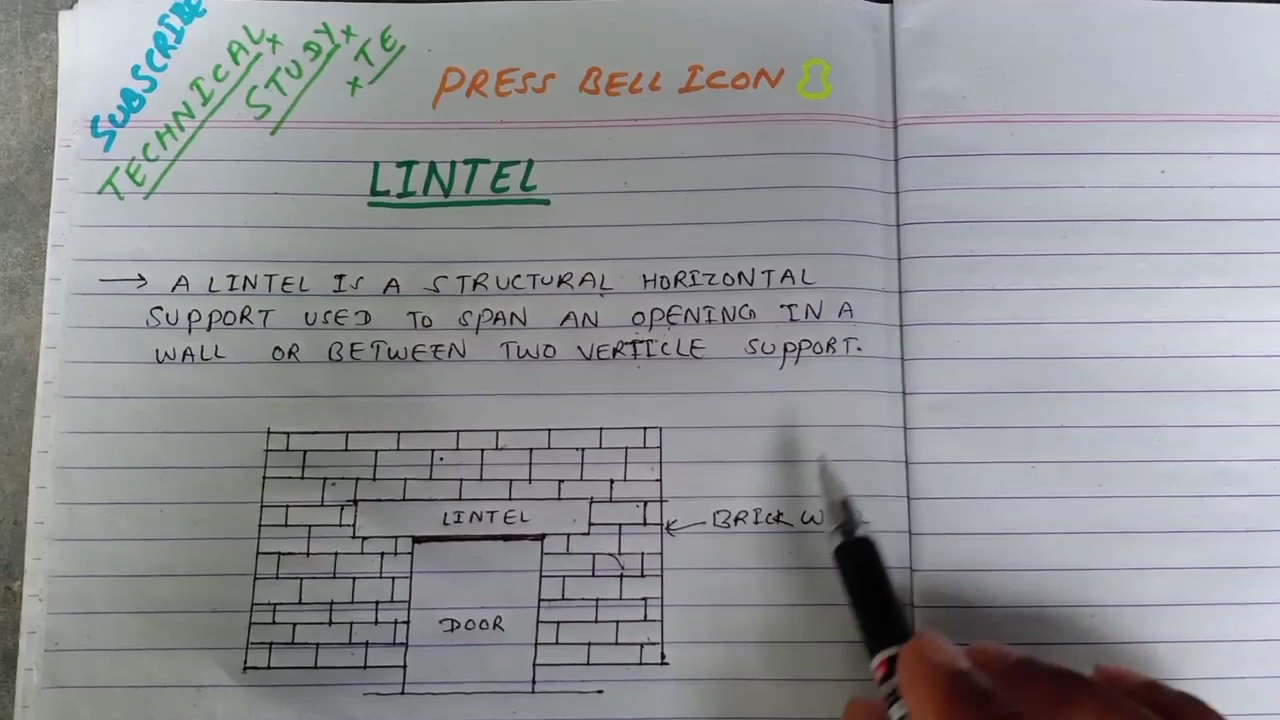 SUBSCRIBE
TECHNICAL
STUDY
TE
PRESS BELL ICON
LINTEL
→ A LINTEL IS A STRUCTURAL HORIZONTAL
SUPPORT USED TO SPAN AN OPENING IN A
WALL OR BETWEEN TWO VERTICLE SUPPORT.
LINTEL
BRICK
DOOR